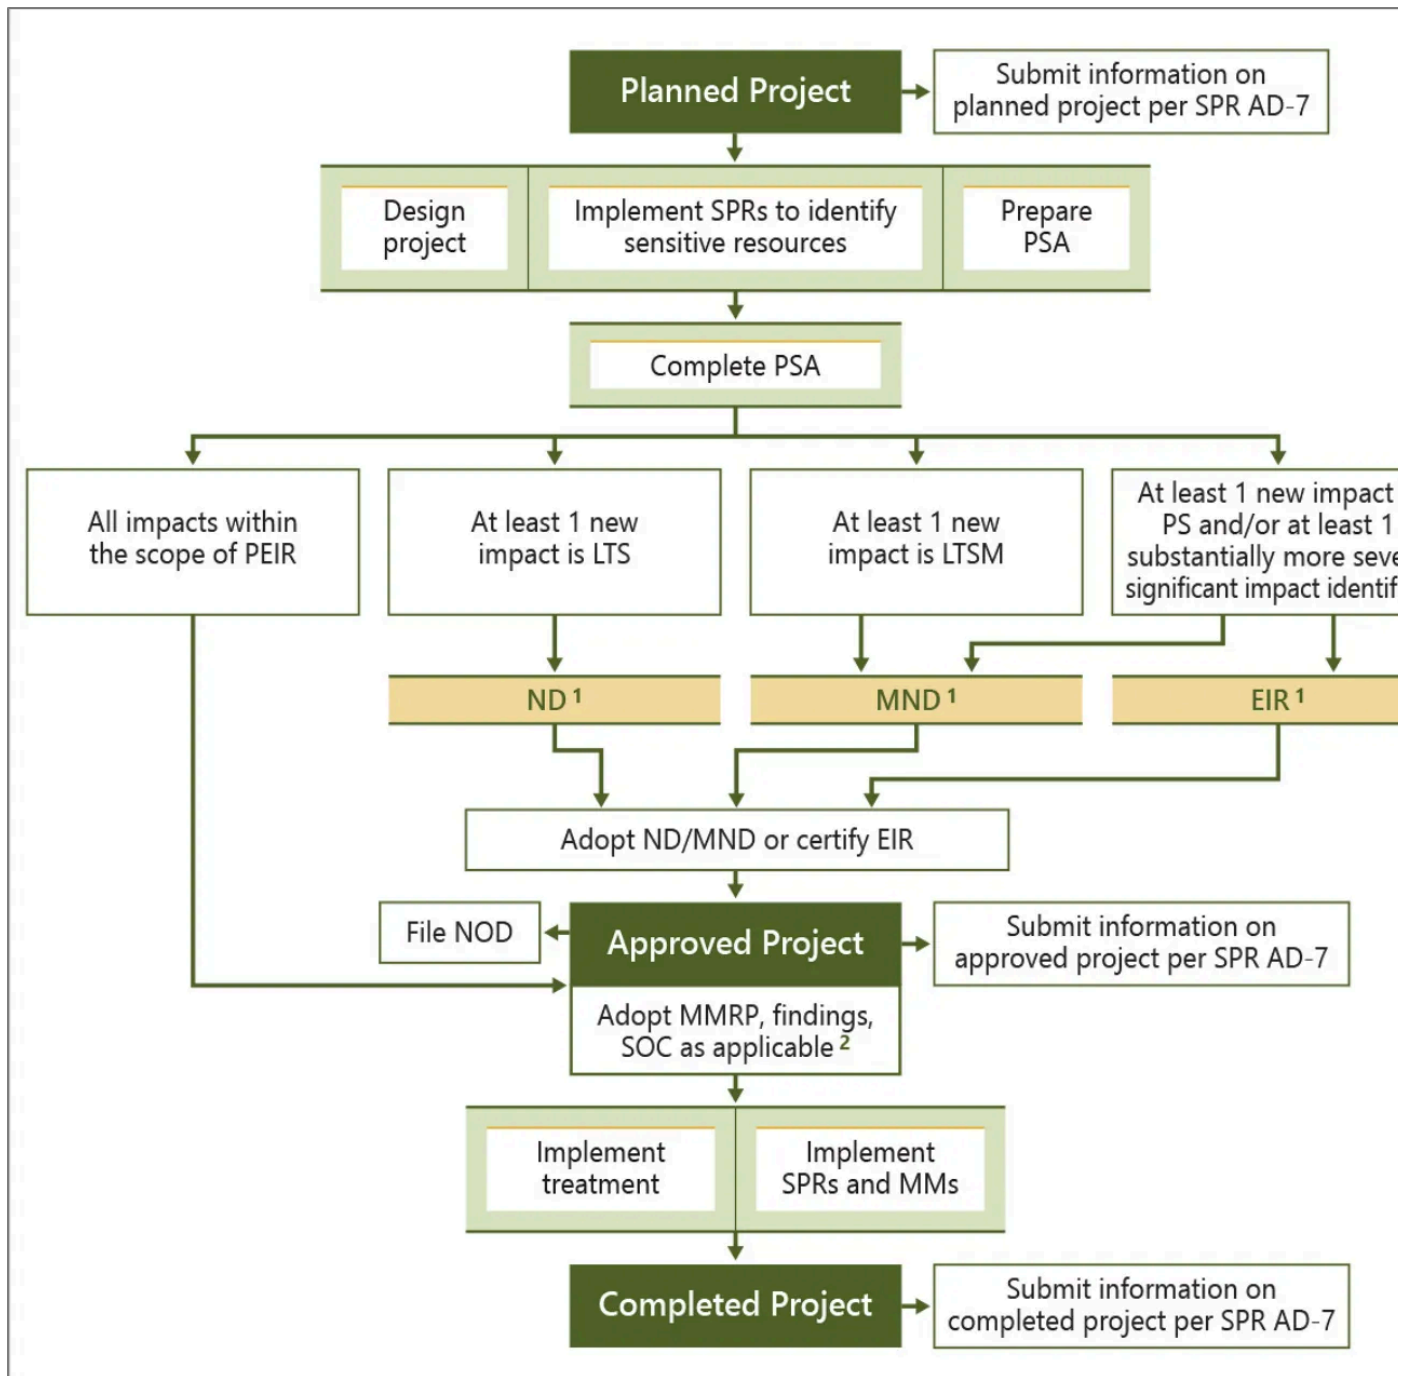 Planned Project
Submit information on
planned project per SPR AD-7
Design
project
Implement SPRs to identify
sensitive resources
Prepare
PSA
Complete PSA
All impacts within
the scope of PEIR
At least 1 new
impact is LTS
At least 1 new
impact is LTSM
At least 1 new impact
PS and/or at least 1
substantially more
significant impact
ND 1
MND 1
EIR 1
Adopt ND/MND or certify EIR
File NOD
Approved Project
Submit information on
approved project per SPR AD-7
Adopt MMRP, findings,
SOC as applicable 2
Implement
treatment
Implement
SPRs and MMs
Completed Project
Submit information on
completed project per SPR AD-7